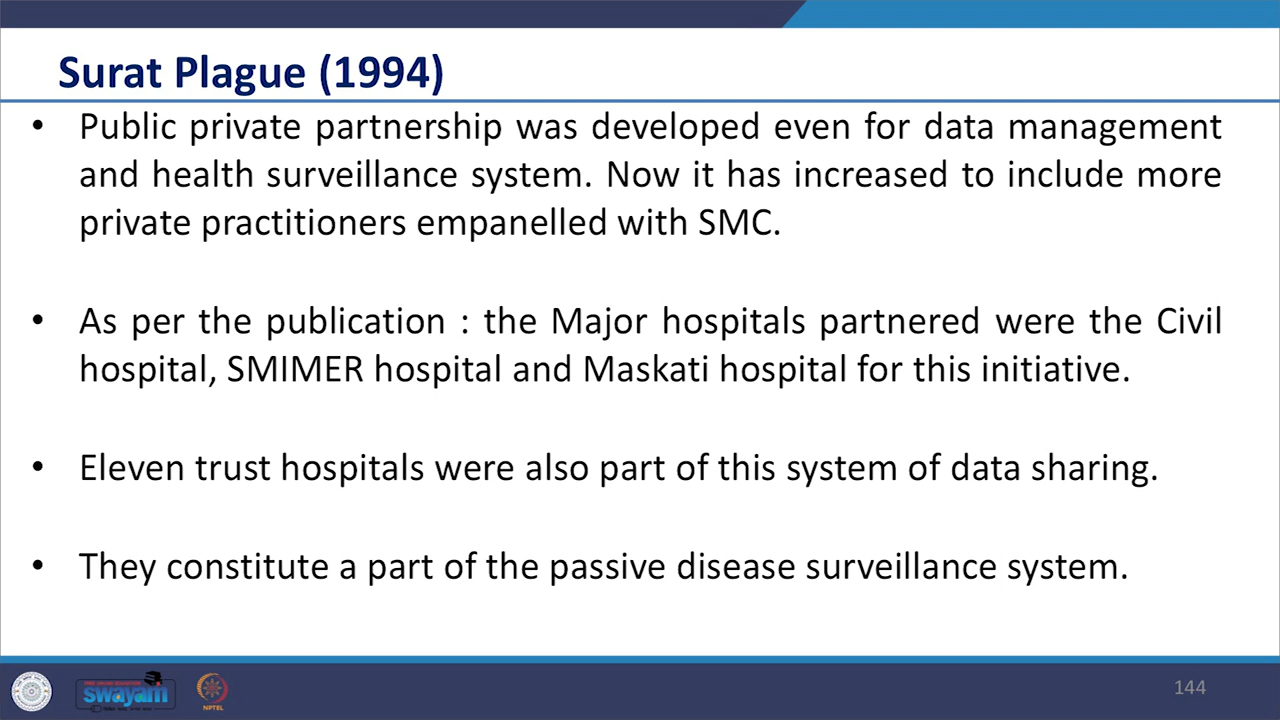 Surat Plague (1994)
• Public private partnership was developed even for data management
and health surveillance system. Now it has increased to include more
private practitioners empanelled with SMC.
• As per the publication : the Major hospitals partnered were the Civil
hospital, SMIMER hospital and Maskati hospital for this initiative.
• Eleven trust hospitals were also part of this system of data sharing.
• They constitute a part of the passive disease surveillance system.
swayam
NPTEL
144